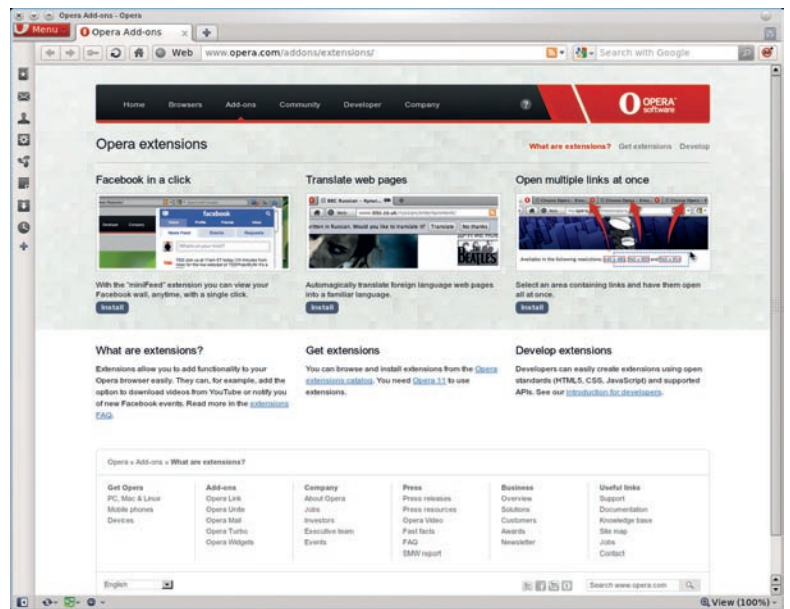 Opera Add-ons - Opera
Menu
Opera Add-ons
Web
www.opera.com/addons/extensions/
Search with Google
Home
Browsers
Add-ons
Community
Developer
Company
?
OPERA
software
Opera extensions
What are extensions?
Get extensions
Develop
Facebook in a click
Translate web pages
Open multiple links at once
facebook
News Feed
Events
Requests
Translate
No thanks
BEATLES
With the "miniFeed" extension you can view your
Facebook wall, anytime, with a single click.
Install
Automagically translate foreign language web pages
into a familiar language.
Install
Select an area containing links and have them open
all at once.
Install
What are extensions?
Extensions allow you to add functionality to your
Opera browser easily. They can, for example, add the
option to download videos from YouTube or notify you
of new Facebook events. Read more in the extensions
FAQ.
Get extensions
You can browse and install extensions from the Opera
extensions catalog. You need Opera 11 to use
extensions.
Develop extensions
Developers can easily create extensions using open
standards (HTML5, CSS, JavaScript) and supported
APIs. See our introduction for developers.
Opera » Add-ons » What are extensions?
Get Opera
PC, Mac & Linux
Mobile phones
Devices
Add-ons
Opera Link
Opera Unite
Opera Mail
Opera Turbo
Opera Widgets
Company
About Opera
Jobs
Investors
Executive team
Events
Press
Press releases
Press resources
Opera Video
Fast facts
FAQ
SMW report
Business
Overview
Solutions
Customers
Awards
Newsletter
Useful links
Support
Documentation
Knowledge base
Site map
Jobs
Contact
English
Search www.opera.com
View (100%)